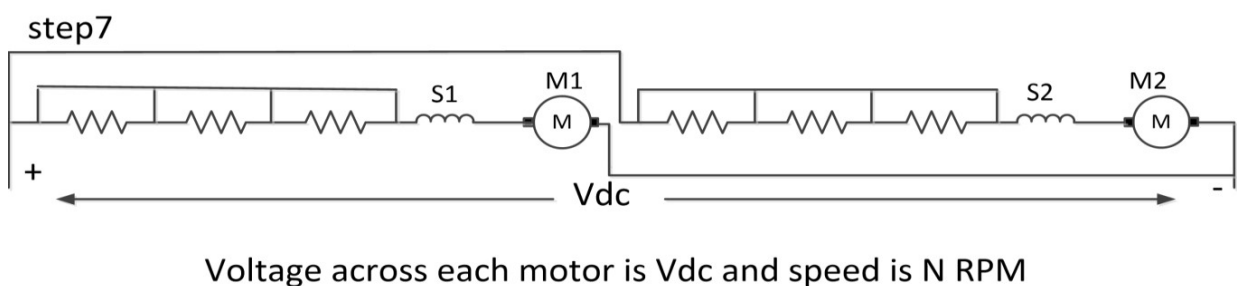 step7
S1
M1
M
S2
M2
M
+
Vdc
-
Voltage across each motor is Vdc and speed is N RPM